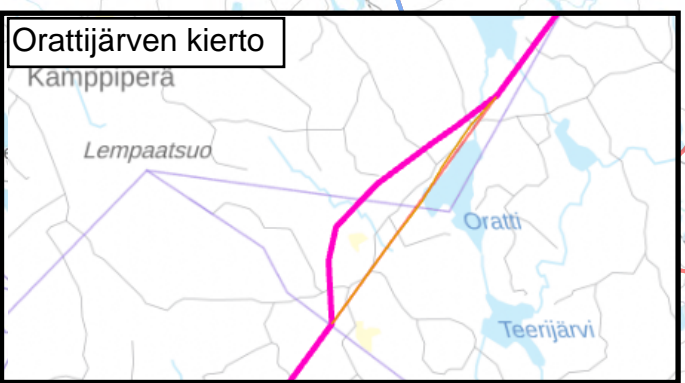 Orattijärven kierto
Kamppiperä
Lempaatsuo
Oratti
Teerijärvi